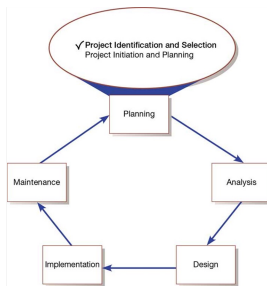 ✓Project Identification and Selection
Project Initiation and Planning
Planning
Maintenance
Analysis
Implementation
Design